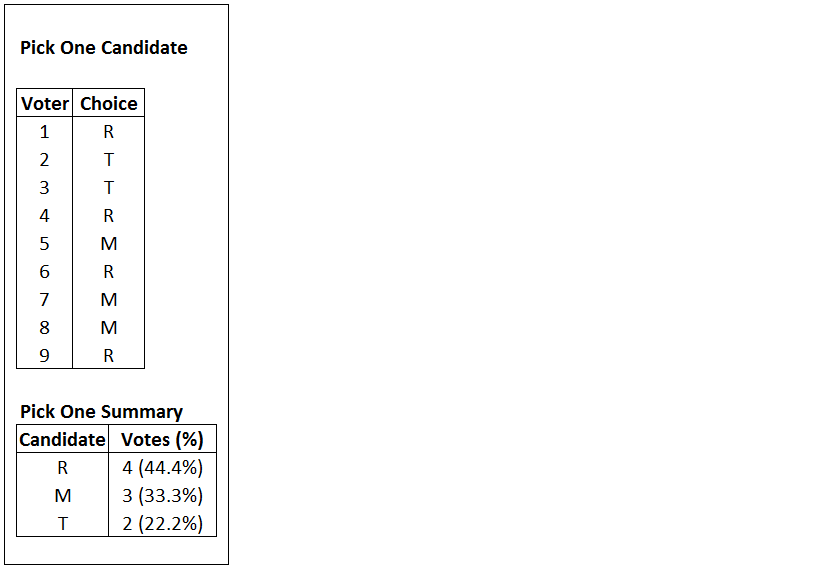 Pick One Candidate
Voter Choice
1 R
2 T
3 T
4 R
5 M
6 R
7 M
8 M
9 R
Pick One Summary
Candidate Votes (%)
R 4 (44.4%)
M 3 (33.3%)
T 2 (22.2%)